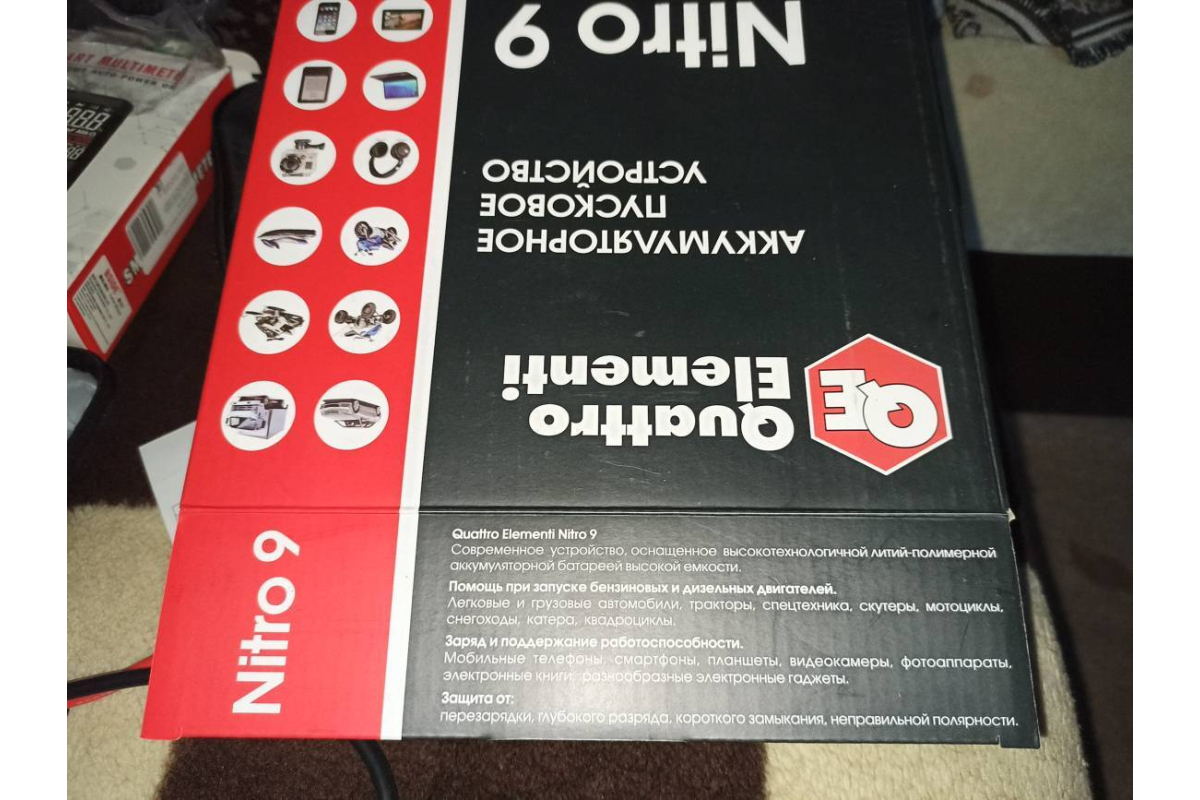 Nitro 9
АККУМУЛЯТОРНОЕ
ПУСКОВОЕ
УСТРОЙСТВО
QE
Quattro
Elementi
Nitro 9
Quattro Elementi Nitro 9
Современное устройство, оснащенное высокотехнологичной литий-полимерной
аккумуляторной батареей высокой емкости.
Помощь при запуске бензиновых и дизельных двигателей.
Легковые и грузовые автомобили, тракторы, спецтехника, скутеры, мотоциклы,
снегоходы, катера, квадроциклы.
Заряд и поддержание работоспособности.
Мобильные телефоны, смартфоны, планшеты, видеокамеры, фотоаппараты,
электронные книги, разнообразные электронные гаджеты.
Защита от:
перезарядки, глубокого разряда, короткого замыкания, неправильной полярности.
MULTIMETE
AUTO POWER